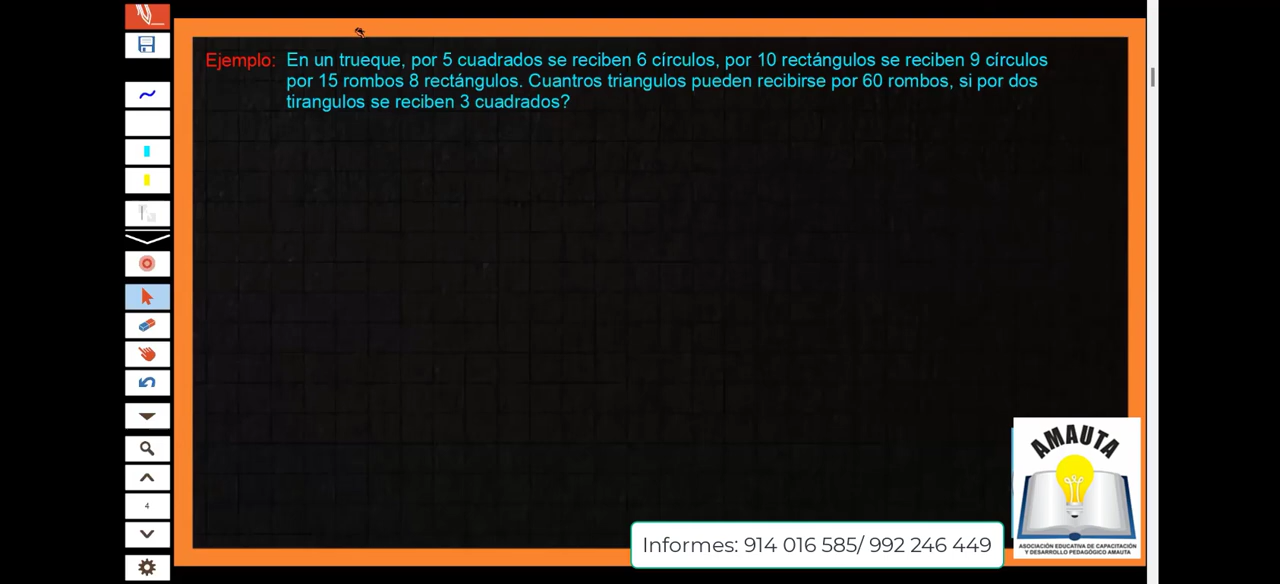 Ejemplo: En un trueque, por 5 cuadrados se reciben 6 círculos, por 10 rectángulos se reciben 9 círculos
por 15 rombos 8 rectángulos. Cuantros triangulos pueden recibirse por 60 rombos, si por dos
tirangulos se reciben 3 cuadrados?
4
AMAUTA
ASOCIACIÓN EDUCATIVA DE CAPACITACIÓN
Y DESARROLLO PEDAGÓGICO AMAUTA
Informes: 914 016 585/ 992 246 449